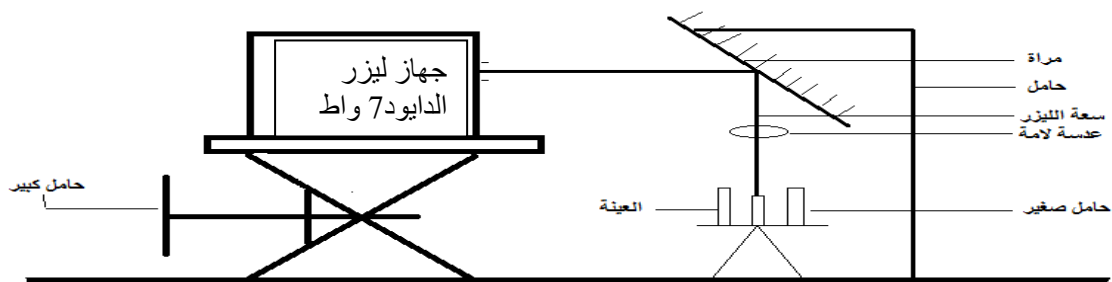 جهاز ليزر
الدايود7 واط
مراة
حامل
سعة الليزر
عدسة لامة
حامل كبير
العينة
حامل صغير